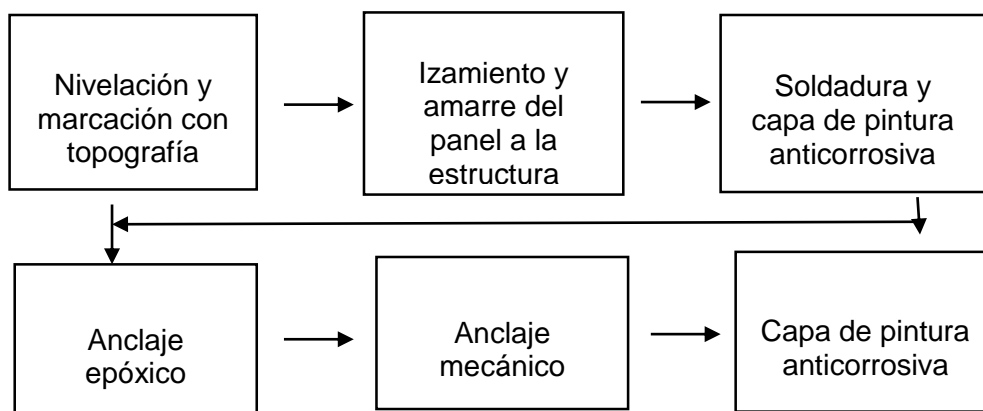 Nivelación y
marcación con
topografía
Izamiento y
amarre del
panel a la
estructura
Soldadura y
capa de pintura
anticorrosiva
Anclaje
epóxico
Anclaje
mecánico
Capa de pintura
anticorrosiva